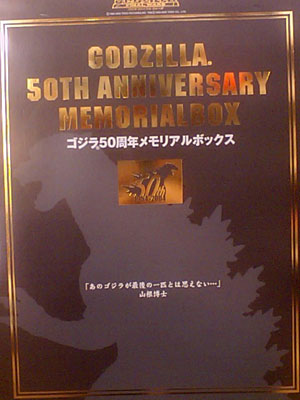 GODZILLA.
50TH ANNIVERSARY
MEMORIALBOX
ゴジラ50周年メモリアルボックス
50th
「あのゴジラが最後の一匹とは思えない…」
山根博士